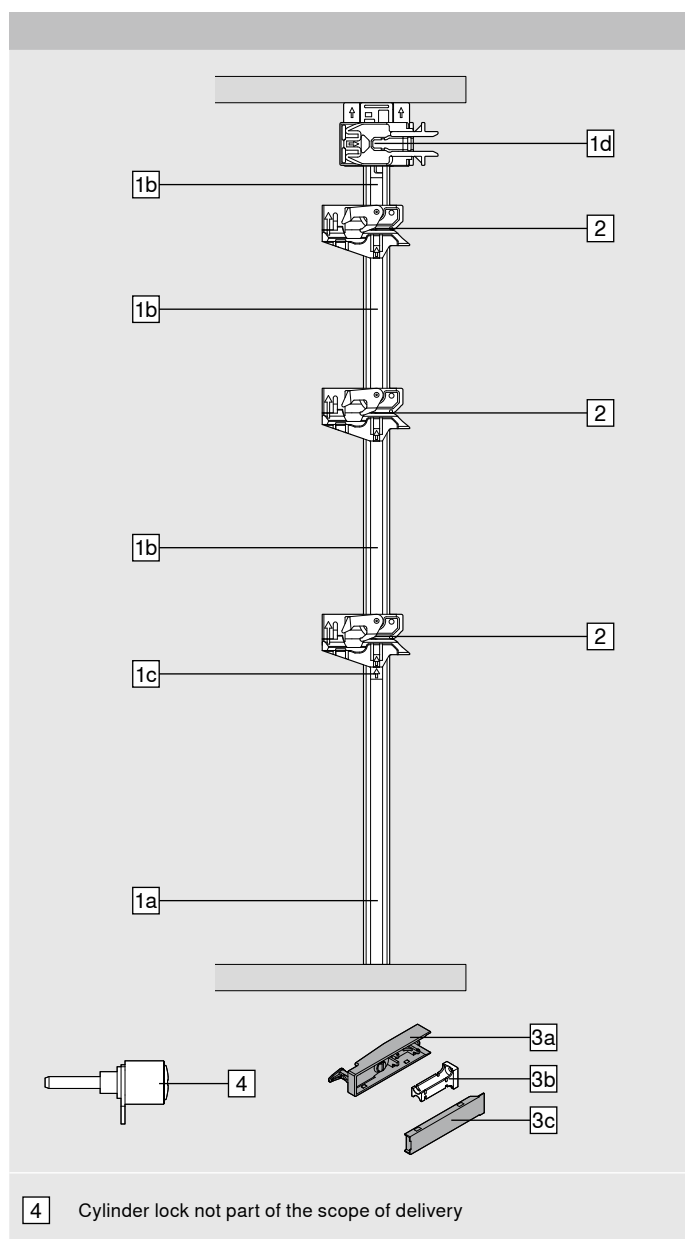 1d
1b
2
1b
2
1b
2
1c
1a
3a
3b
4
3c
4 Cylinder lock not part of the scope of delivery